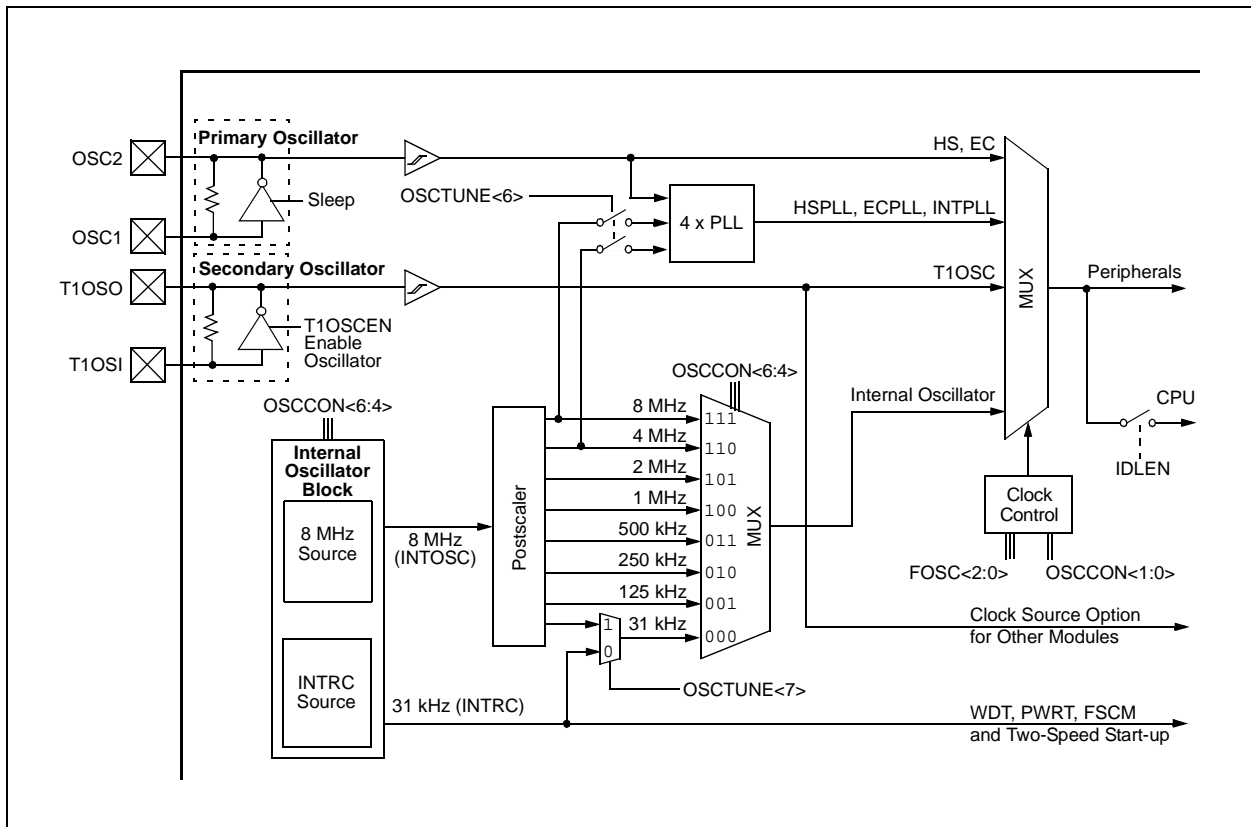 Primary Oscillator
OSC2
HS, EC
OSCTUNE<6>
Sleep
4 x PLL
HSPLL, ECPLL, INTPLL
OSC1
Secondary Oscillator
T1OSO
T1OSC
MUX
Peripherals
T1OSCEN
Enable
Oscillator
T1OSI
OSCCON<6:4>
Internal Oscillator
CPU
OSCCON<6:4>
8 MHz
111
Internal
Oscillator
Block
4 MHz
110
IDLEN
2 MHz
101
8 MHz
Source
8 MHz
(INTOSC)
Postscaler
1 MHz
100
MUX
Clock
Control
500 kHz
011
250 kHz
010
FOSC<2:0>
OSCCON<1:0>
125 kHz
001
1
31 kHz
000
0
Clock Source Option
for Other Modules
INTRC
Source
OSCTUNE<7>
31 kHz (INTRC)
WDT, PWRT, FSCM
and Two-Speed Start-up